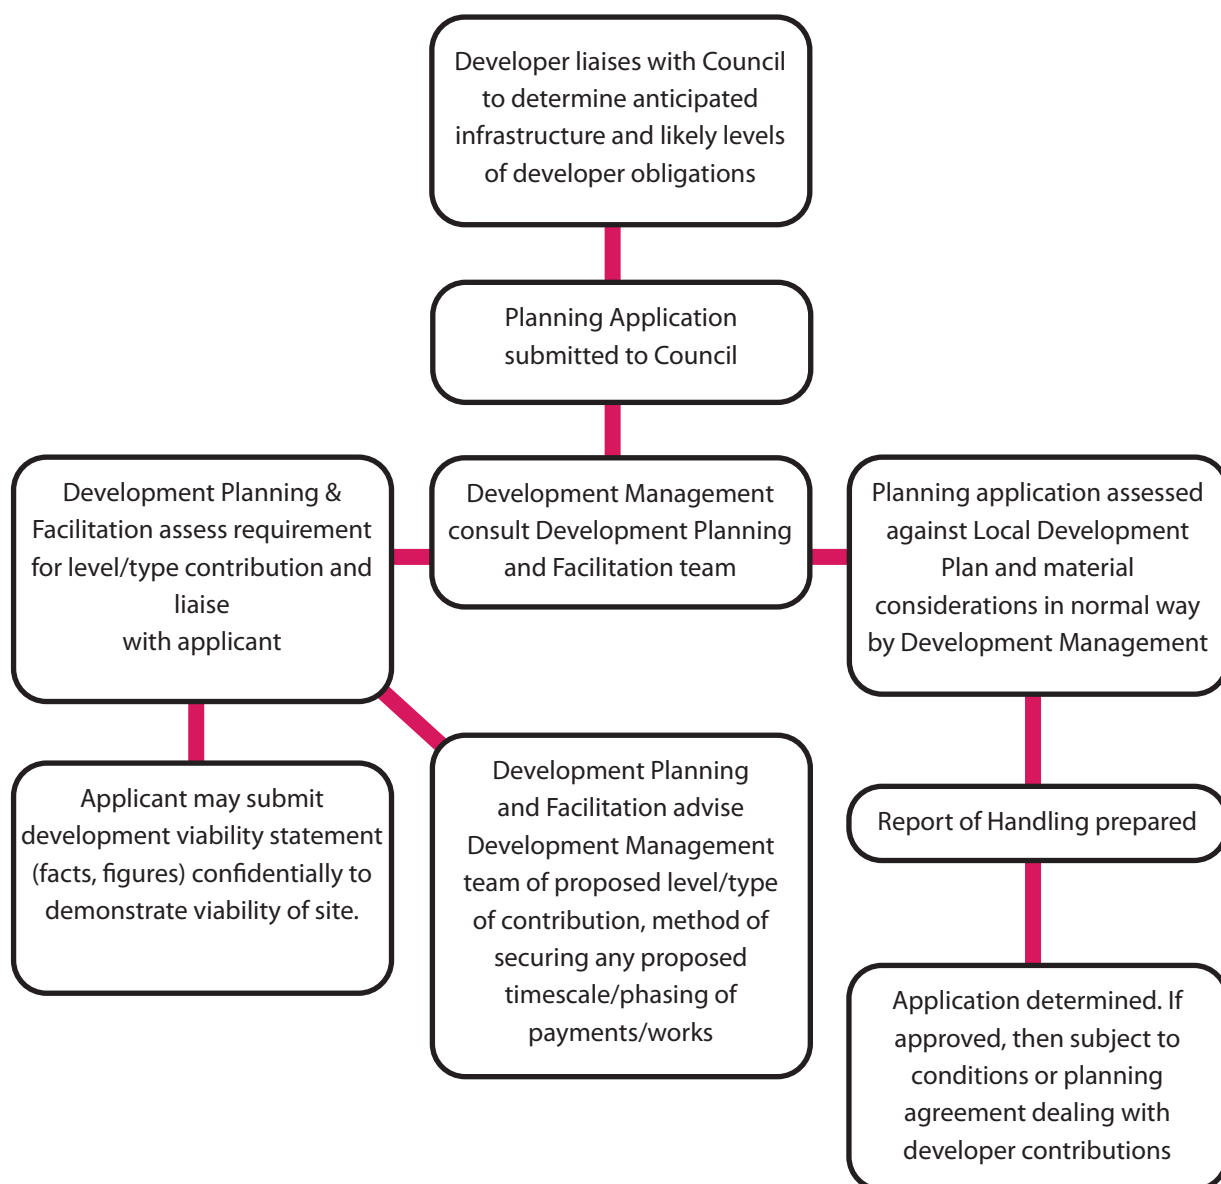 Developer liaises with Council
to determine anticipated
infrastructure and likely levels
of developer obligations
Planning Application
submitted to Council
Development Planning &
Facilitation assess requirement
for level/type contribution and
liaise
with applicant
Development Management
consult Development Planning
and Facilitation team
Planning application assessed
against Local Development
Plan and material
considerations in normal way
by Development Management
Applicant may submit
development viability statement
(facts, figures) confidentially to
demonstrate viability of site.
Development Planning
and Facilitation advise
Development Management
team of proposed level/type
of contribution, method of
securing any proposed
timescale/phasing of
payments/works
Report of Handling prepared
Application determined. If
approved, then subject to
conditions or planning
agreement dealing with
developer contributions